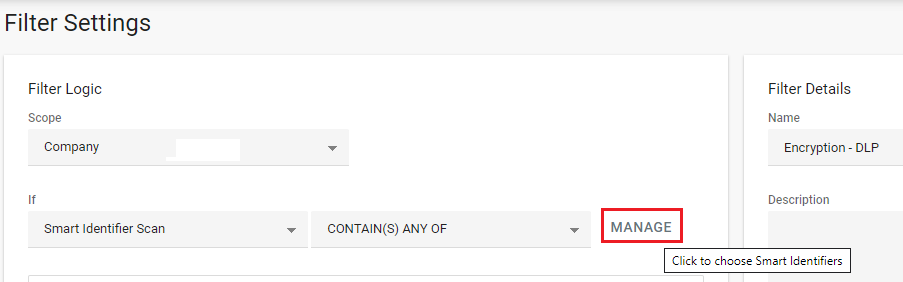 Filter Settings
Filter Logic
Scope
Company
If
Smart Identifier Scan
CONTAIN(S) ANY OF
MANAGE
Click to choose Smart Identifiers
Filter Details
Name
Encryption - DLP
Description